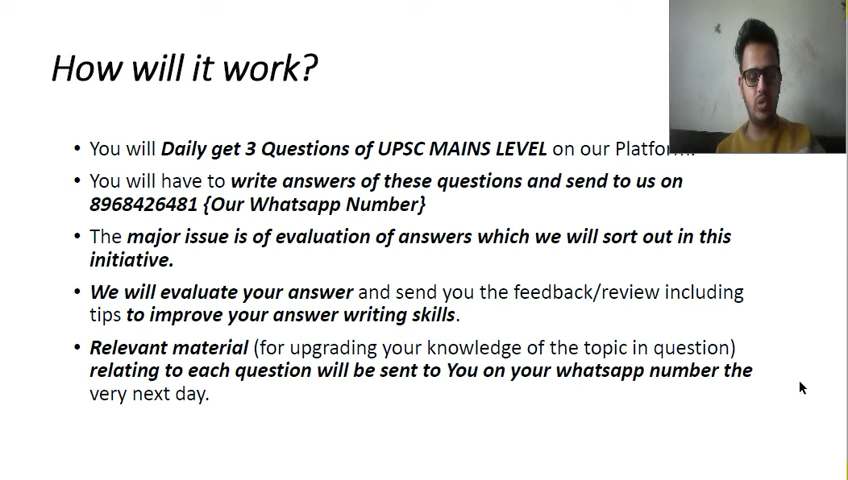 How will it work?
• You will Daily get 3 Questions of UPSC MAINS LEVEL on our Platform.
• You will have to write answers of these questions and send to us on
8968426481 {Our Whatsapp Number}
• The major issue is of evaluation of answers which we will sort out in this
initiative.
• We will evaluate your answer and send you the feedback/review including
tips to improve your answer writing skills.
• Relevant material (for upgrading your knowledge of the topic in question)
relating to each question will be sent to You on your whatsapp number the
very next day.